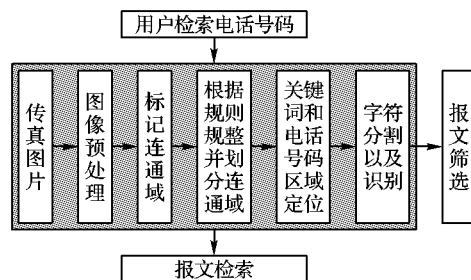 用户检索电话号码
传真图片
图像预处理
标记连通域
根据
规则
规整
并划
分连
通域
关键
词和
电话
号码
区域
定位
字符
分割
以及
识别
报文筛选
报文检索